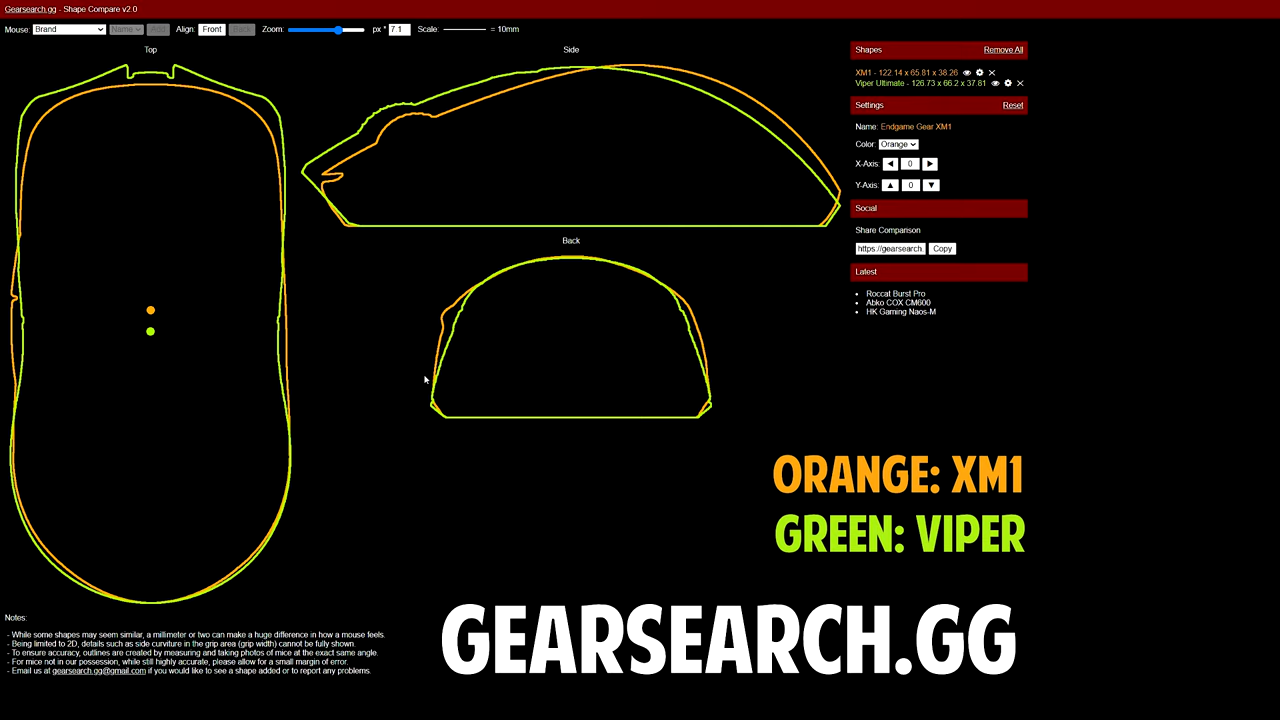 Gearsearch.gg - Shape Compare v2.0
Mouse: Brand Name Add Align: Front Back Zoom: px * 7.1 Scale: = 10mm
Top
Side
Back
Shapes Remove All
XM1 - 122.14 x 65.81 x 38.26
Viper Ultimate - 126.73 x 66.2 x 37.81
Settings Reset
Name: Endgame Gear XM1
Color: Orange
X-Axis: 0
Y-Axis: 0
Social
Share Comparison
https://gearsearch. Copy
Latest
Roccat Burst Pro
Abko COX CM600
HK Gaming Naos-M
ORANGE: XM1
GREEN: VIPER
GEARSEARCH.GG
Notes:
- While some shapes may seem similar, a millimeter or two can make a huge difference in how a mouse feels.
- Being limited to 2D, details such as side curvature in the grip area (grip width) cannot be fully shown.
- To ensure accuracy, outlines are created by measuring and taking photos of mice at the exact same angle.
- For mice not in our possession, while still highly accurate, please allow for a small margin of error.
- Email us at gearsearch.gg@gmail.com if you would like to see a shape added or to report any problems.